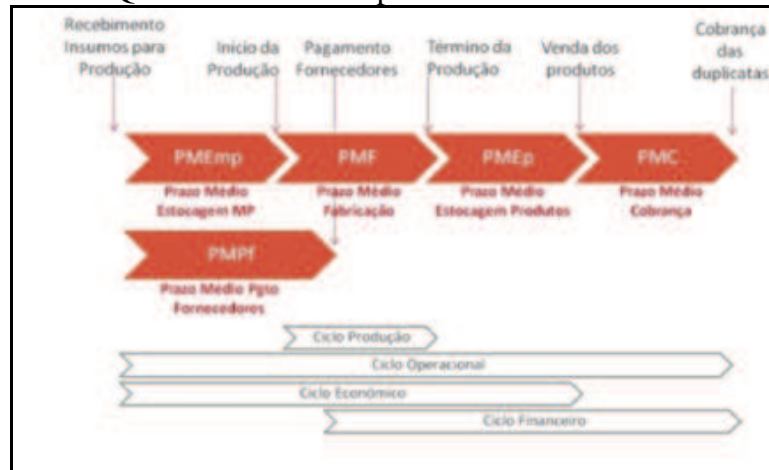 Recebimento
Insumos para
Produção
Início da
Produção
Pagamento
Fornecedores
Término da
Produção
Venda dos
produtos
Cobrança
das
duplicatas
PMEmp
PMF
PMEp
PMC
Prazo Médio
Estocagem MP
Prazo Médio
Fabricação
Prazo Médio
Estocagem Produtos
Prazo Médio
Cobrança
PMPf
Prazo Médio Pgto
Fornecedores
Ciclo Produção
Ciclo Operacional
Ciclo Econômico
Ciclo Financeiro